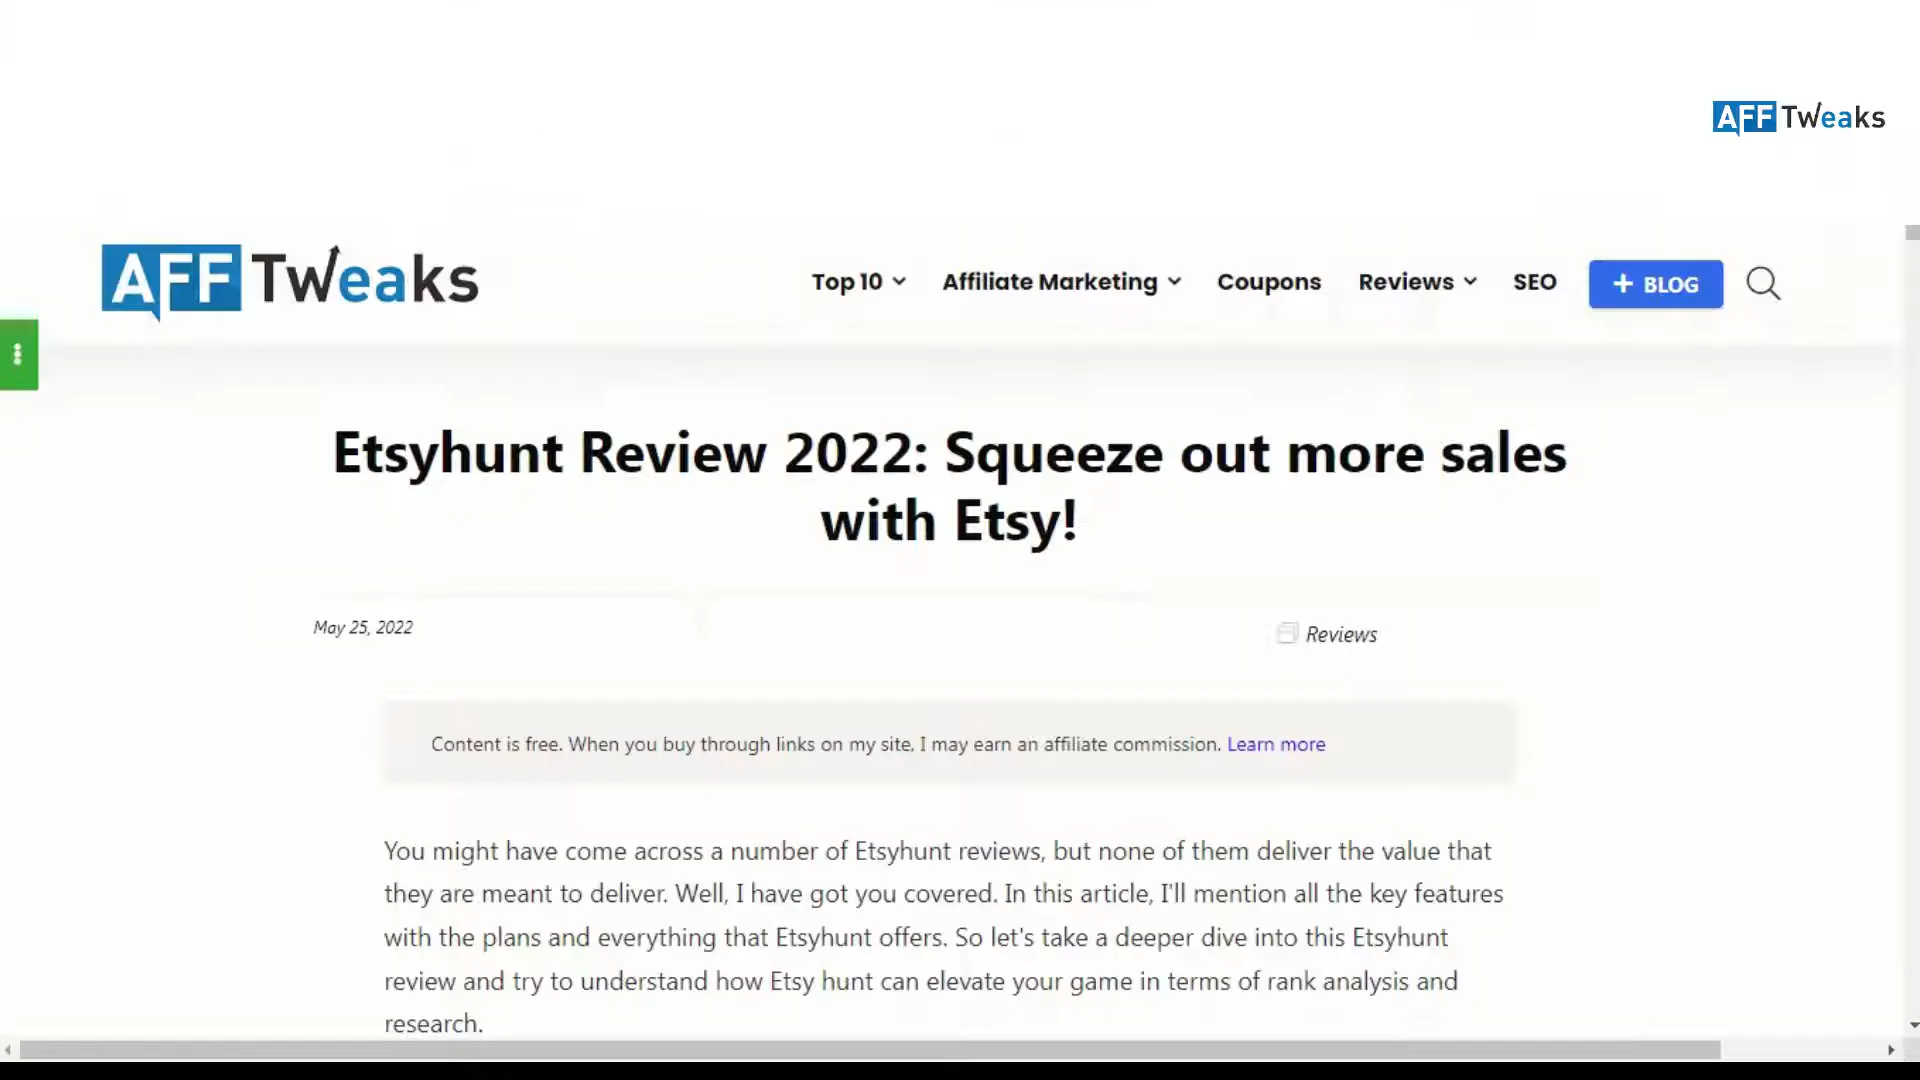 AFF Tweaks
AFF Tweaks
Top 10
Affiliate Marketing
Coupons
Reviews
SEO
+ BLOG
Etsyhunt Review 2022: Squeeze out more sales
with Etsy!
May 25, 2022
Reviews
Content is free. When you buy through links on my site, I may earn an affiliate commission. Learn more
You might have come across a number of Etsyhunt reviews, but none of them deliver the value that
they are meant to deliver. Well, I have got you covered. In this article, I'll mention all the key features
with the plans and everything that Etsyhunt offers. So let's take a deeper dive into this Etsyhunt
review and try to understand how Etsy hunt can elevate your game in terms of rank analysis and
research.